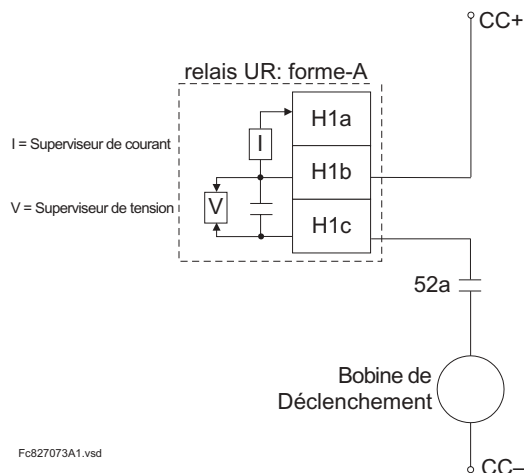 CC+
relais UR: forme-A
H1a
I
I = Superviseur de courant
H1b
V
V = Superviseur de tension
H1c
52a
Bobine de
Déclenchement
Fc827073A1.vsd
CC–